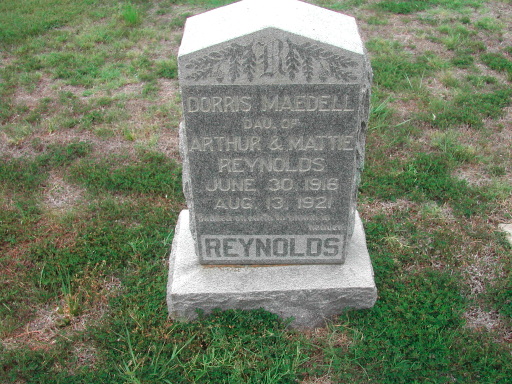 DORRIS MAEDELL
DAU. OF
ARTHUR & MATTIE
REYNOLDS
JUNE 30, 1916
AUG. 13, 1921
REYNOLDS